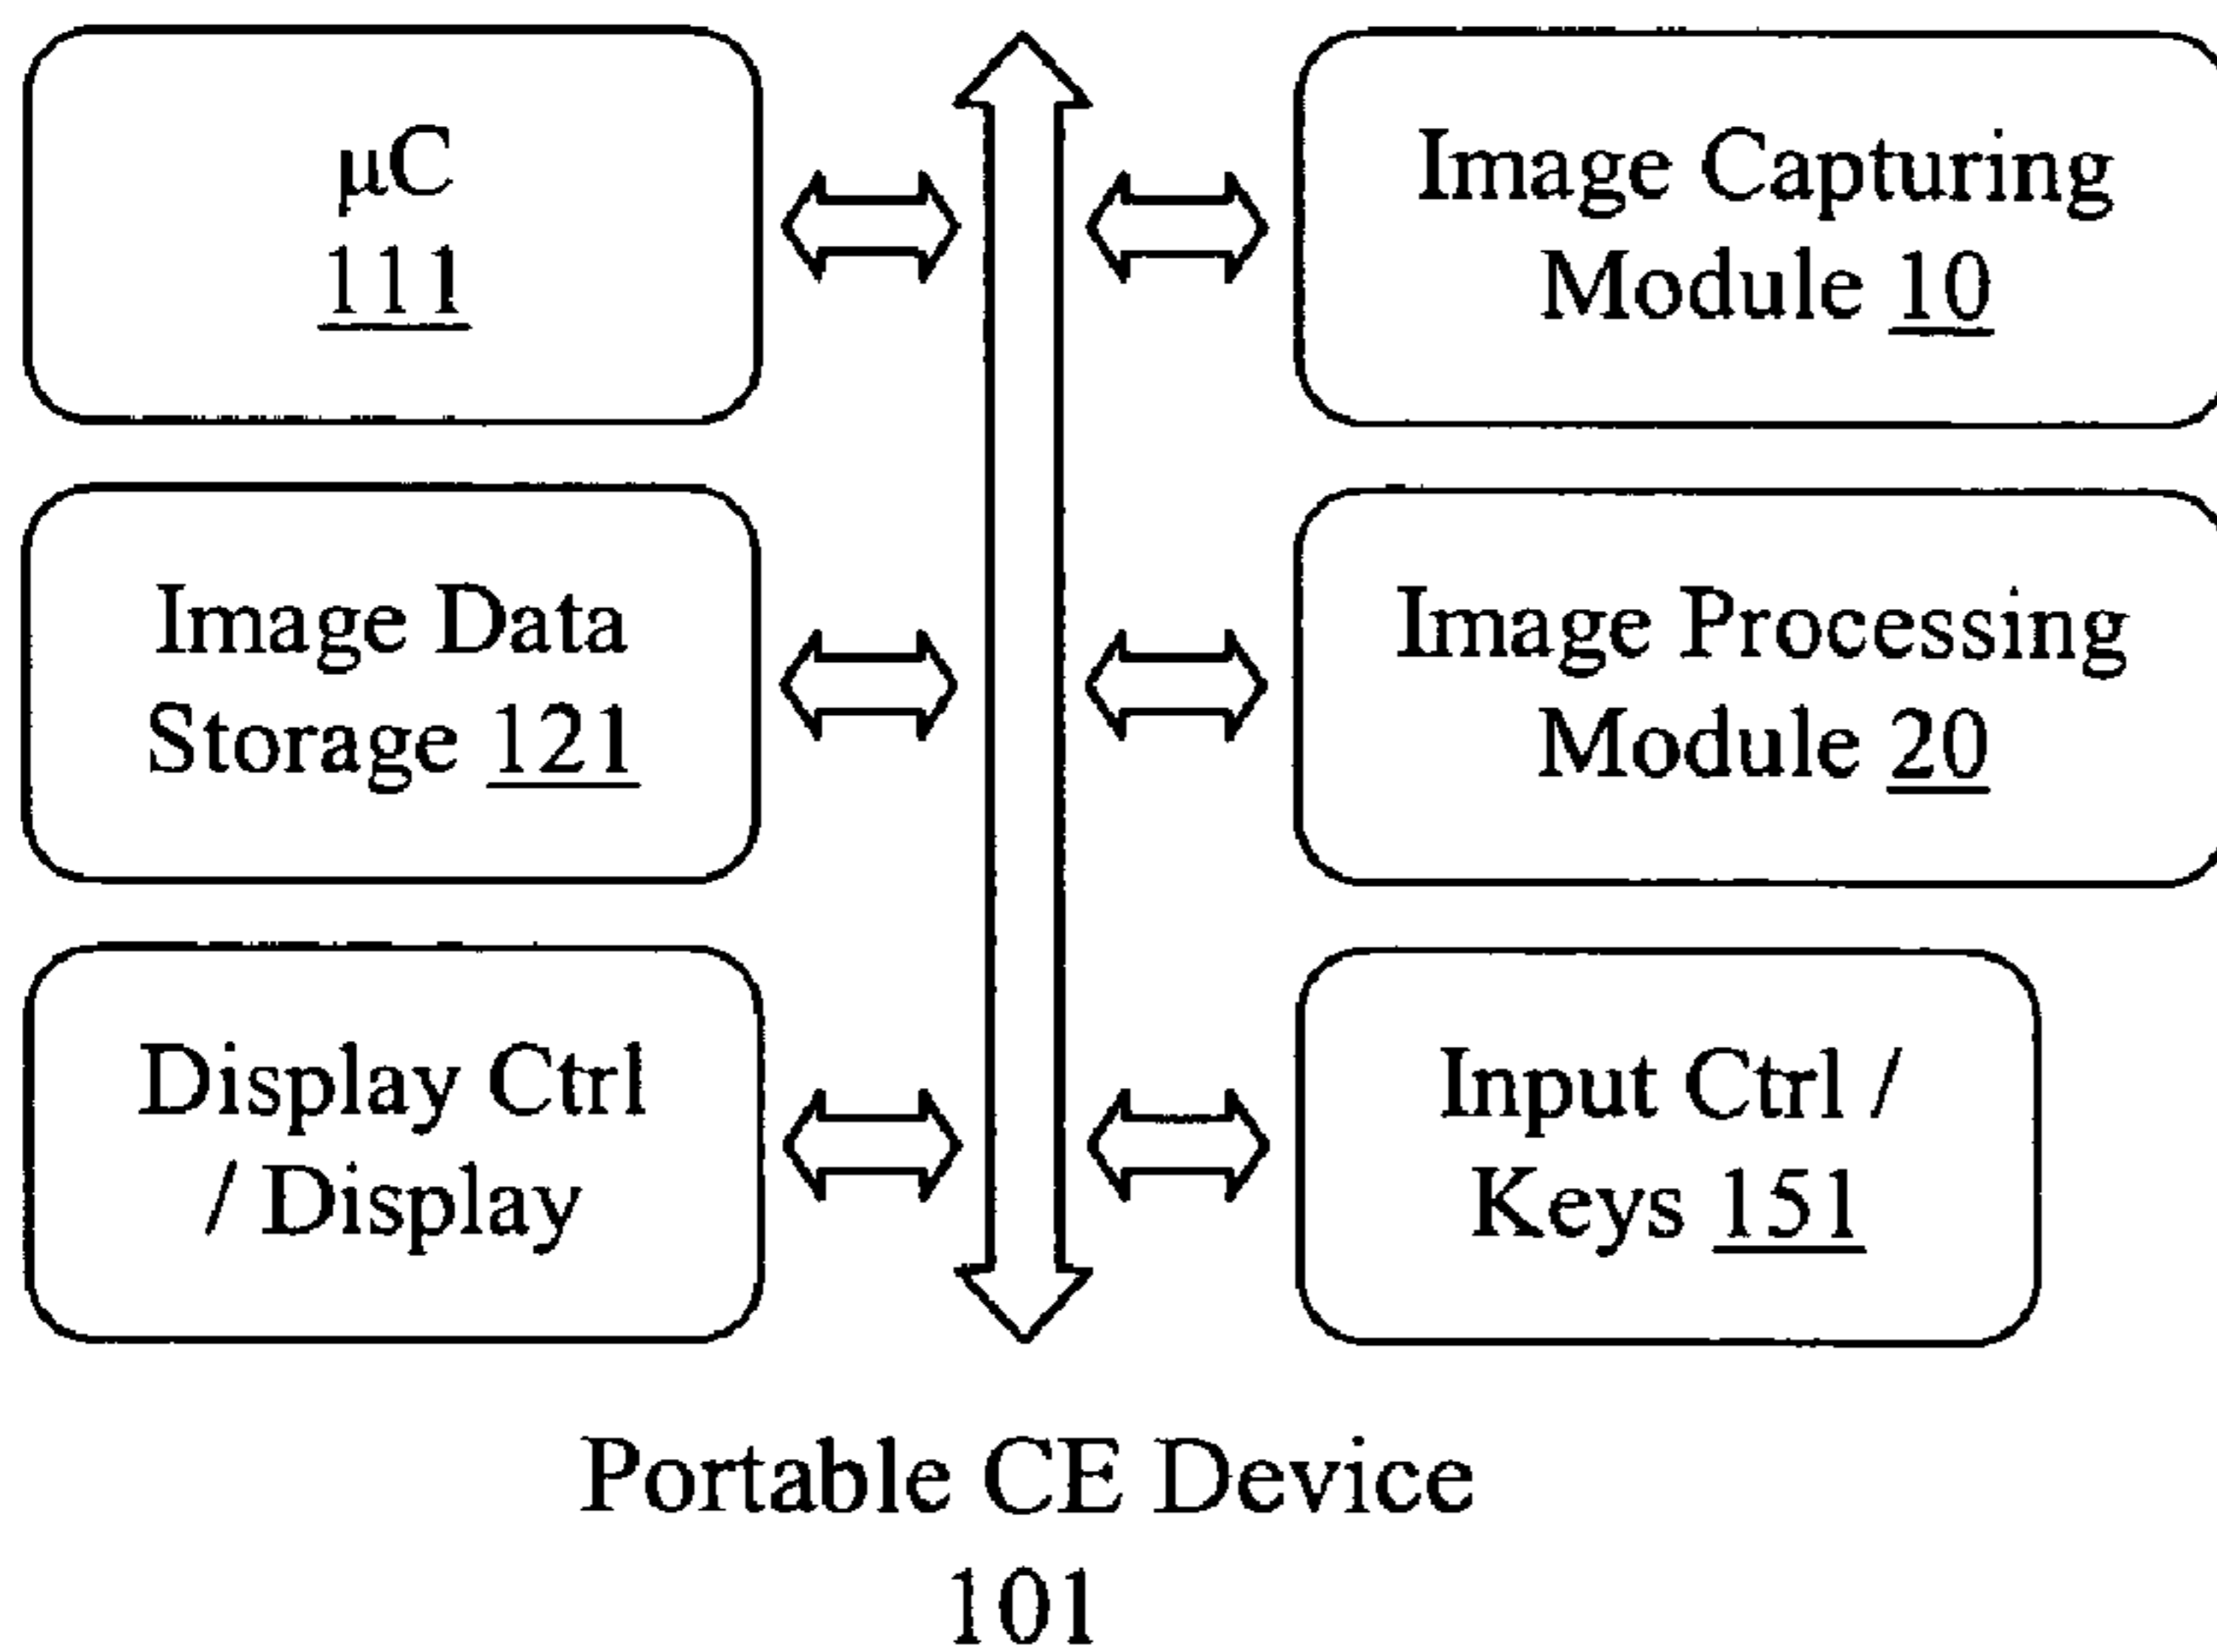 μC
111
Image Capturing
Module 10
Image Data
Storage 121
Image Processing
Module 20
Display Ctrl
/ Display
Input Ctrl /
Keys 151
Portable CE Device
101